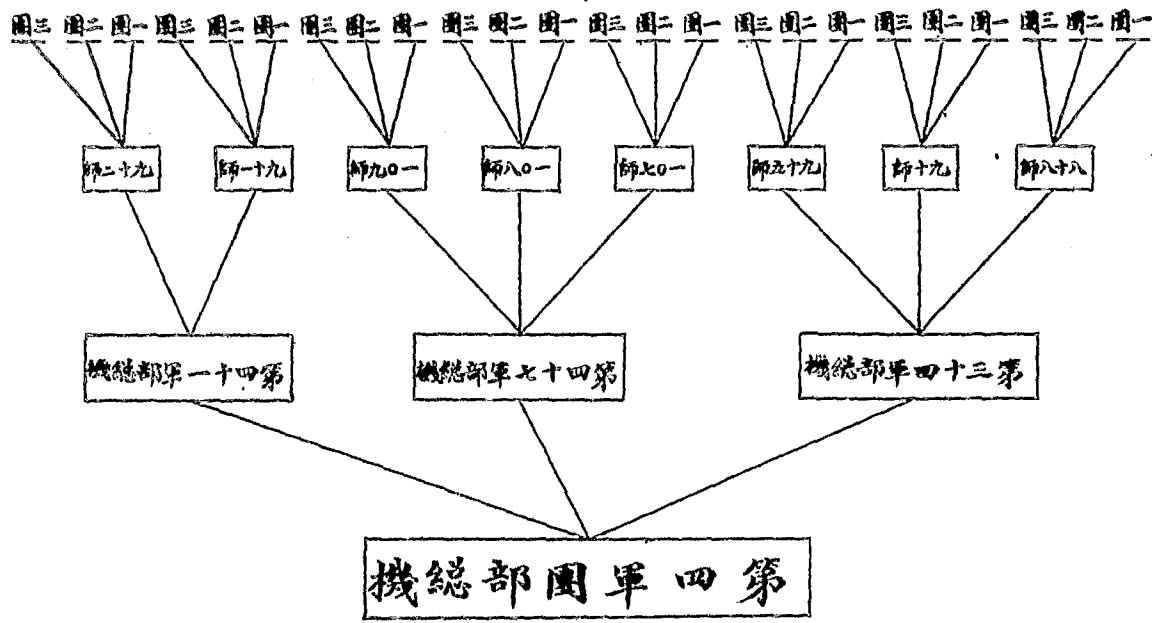 一團 二團 三團 一團 二團 三團 一團 二團 三團 一團 二團 三團 一團 二團 三團 一團 二團 三團 一團 二團 三團 一團 二團 三團
八十八師 九十師 九十五師 一〇七師 一〇八師 一〇九師 九十一師 九十二師
第三十四軍部総機 第四十七軍部総機 第四十一軍部総機
第四軍團部総機